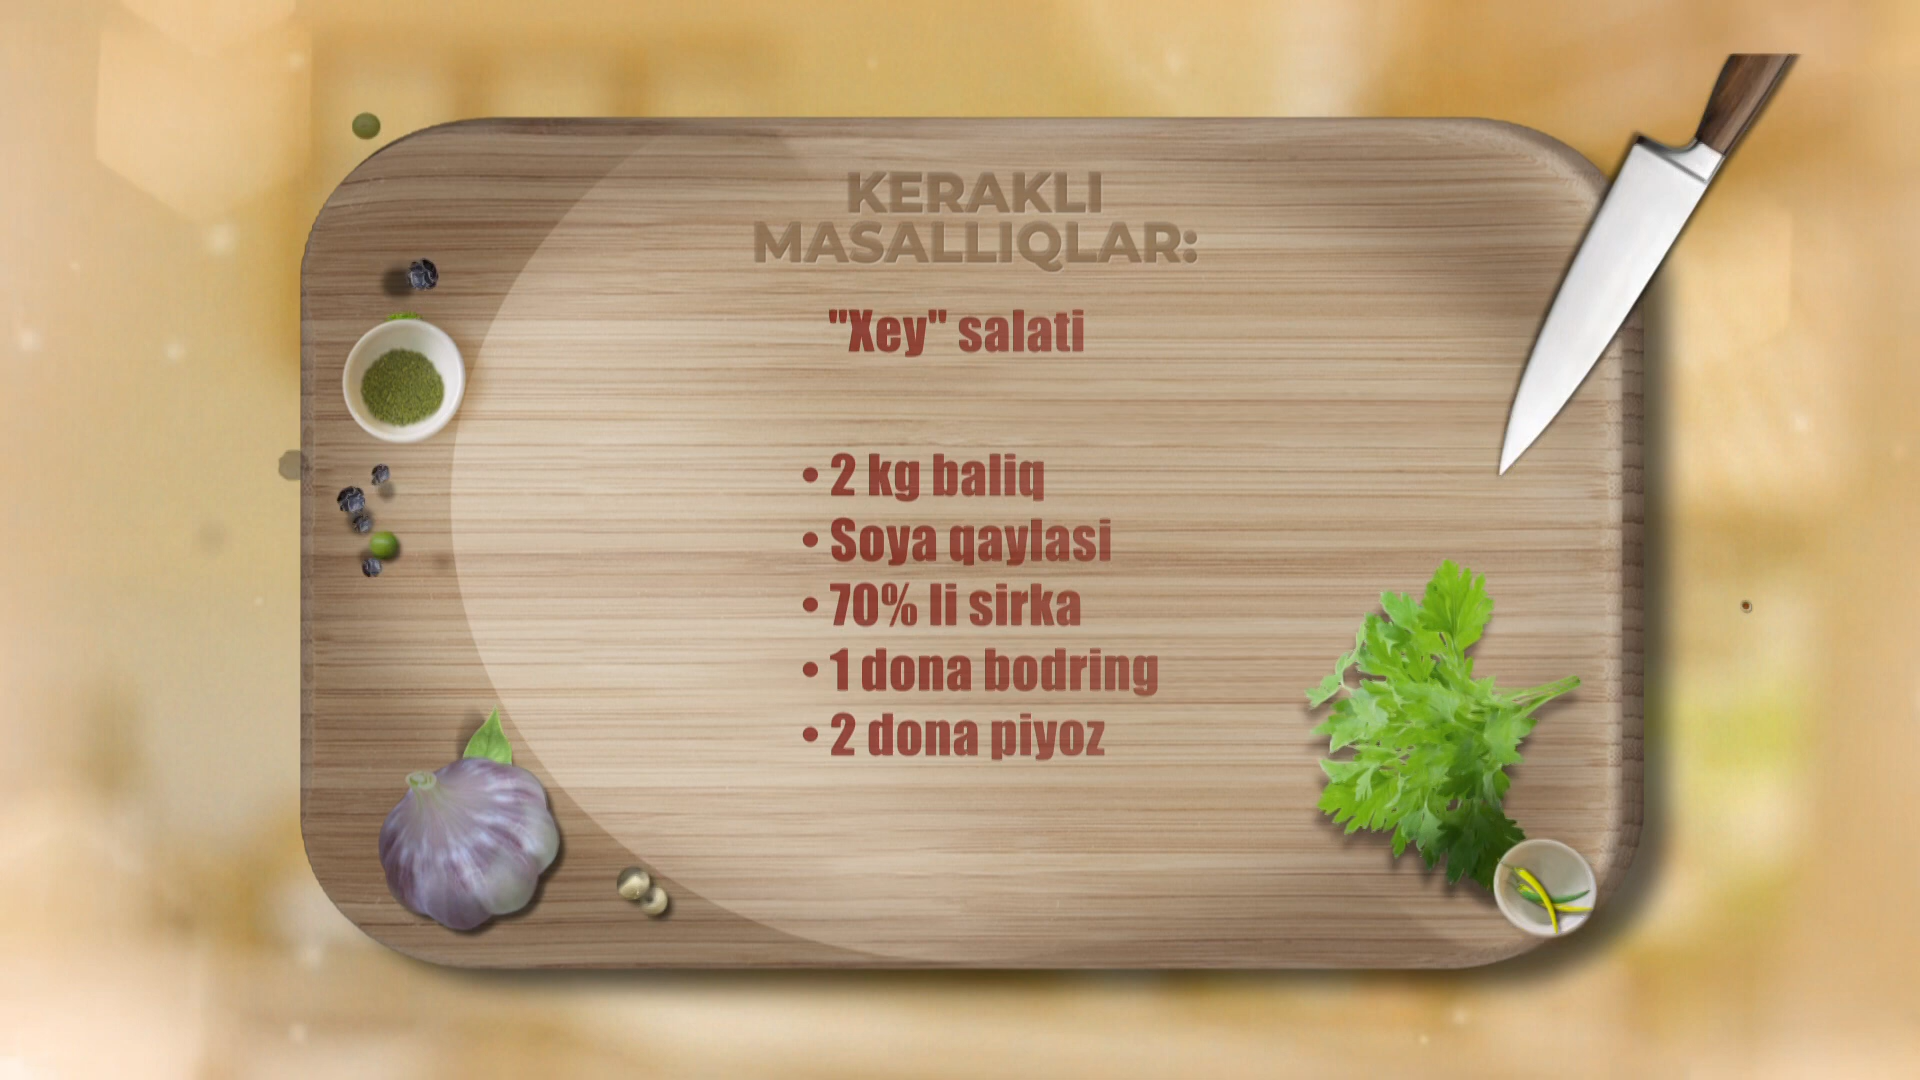 KERAKLI
MASALLIQLAR:
"Xey" salati
• 2 kg baliq
• Soya qaylasi
• 70% li sirka
• 1 dona bodring
• 2 dona piyoz